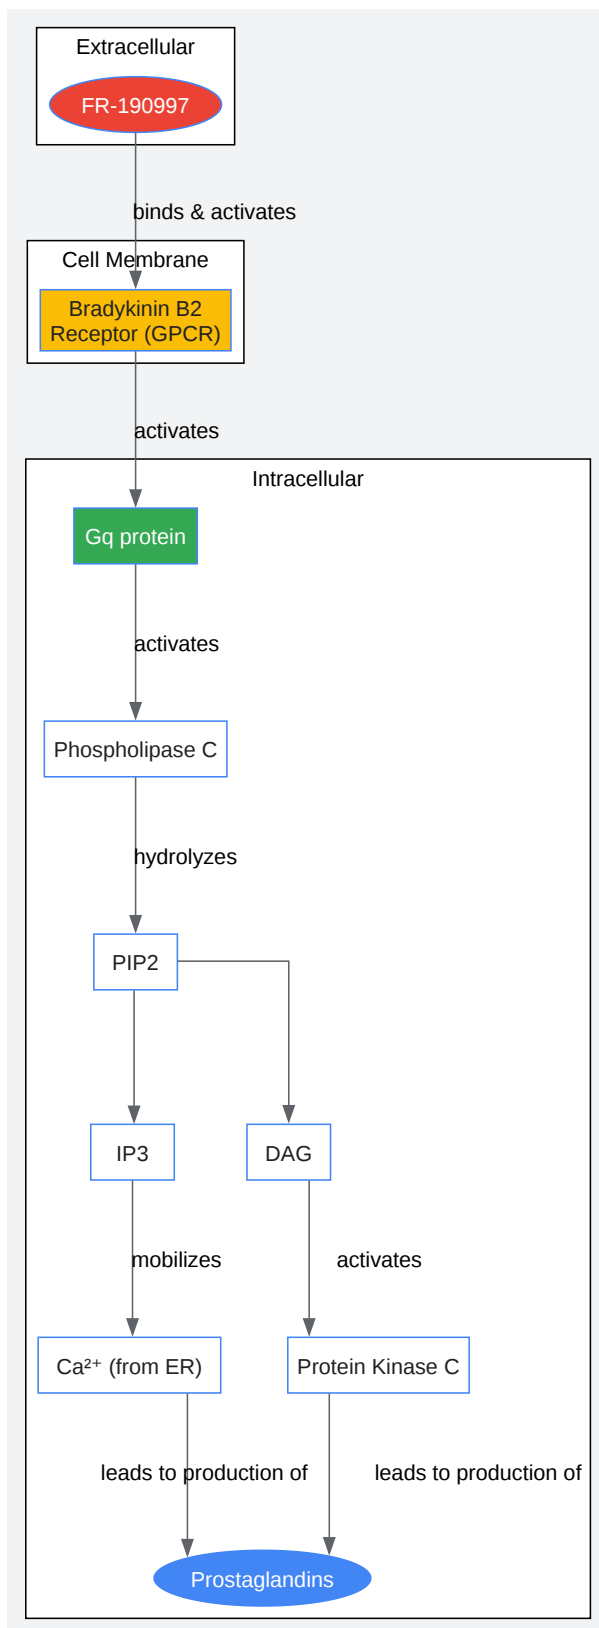 Extracellular
FR-190997
binds & activates
Cell Membrane
Bradykinin B2
Receptor (GPCR)
activates
Intracellular
Gq protein
activates
Phospholipase C
hydrolyzes
PIP2
IP3
DAG
mobilizes
activates
Ca²⁺ (from ER)
Protein Kinase C
leads to production of
leads to production of
Prostaglandins